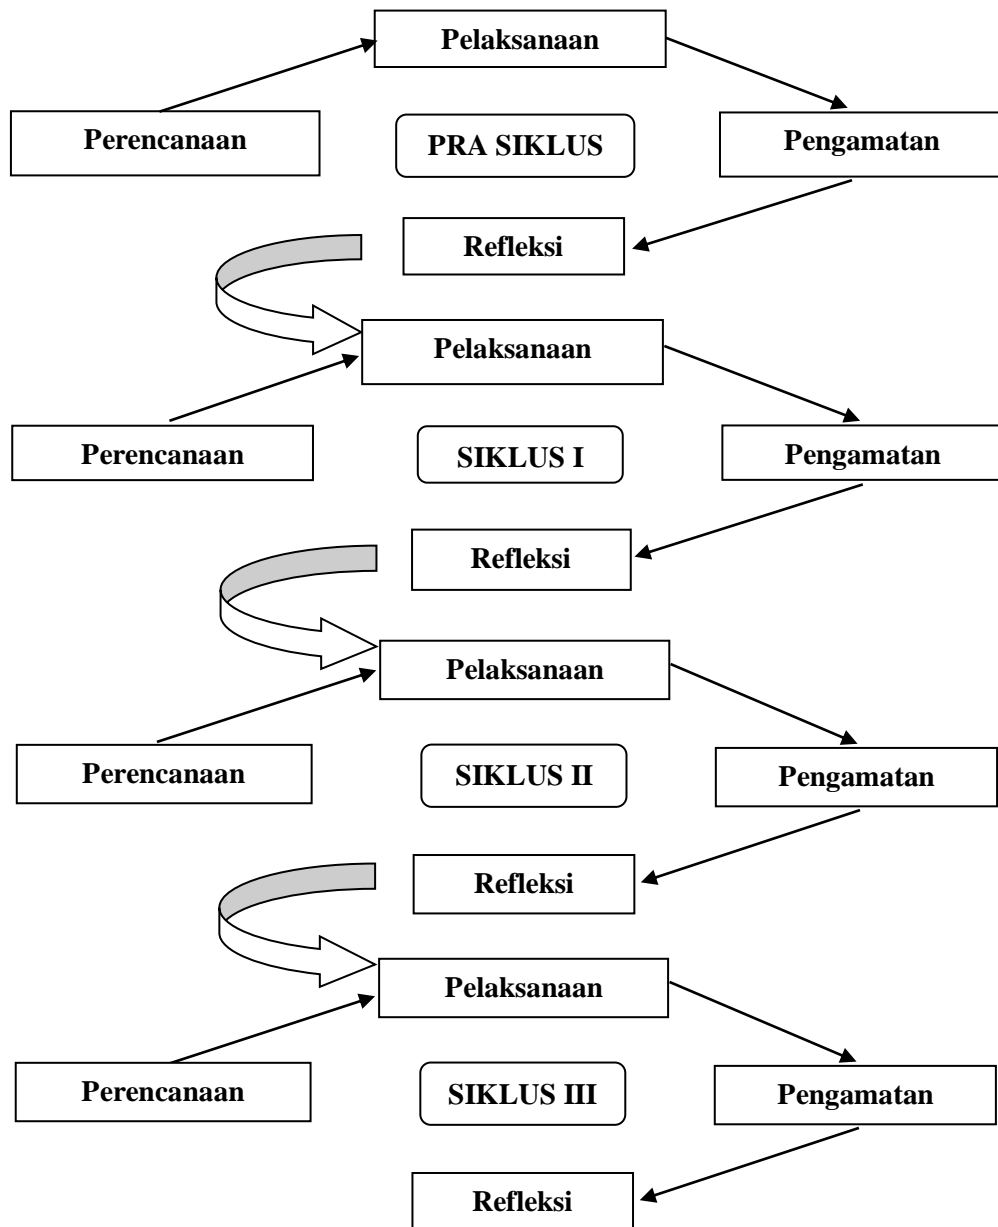 Pelaksanaan
Perencanaan
PRA SIKLUS
Pengamatan
Refleksi
Pelaksanaan
Perencanaan
SIKLUS I
Pengamatan
Refleksi
Pelaksanaan
Perencanaan
SIKLUS II
Pengamatan
Refleksi
Pelaksanaan
Perencanaan
SIKLUS III
Pengamatan
Refleksi